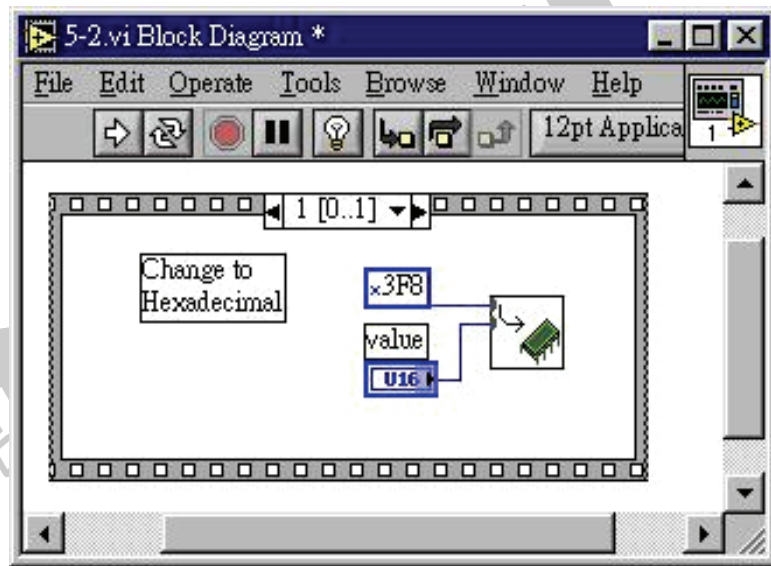 5-2.vi Block Diagram *
File Edit Operate Tools Browse Window Help
12pt Applica
1
1 [0..1]
Change to
Hexadecimal
×3F8
value
U16